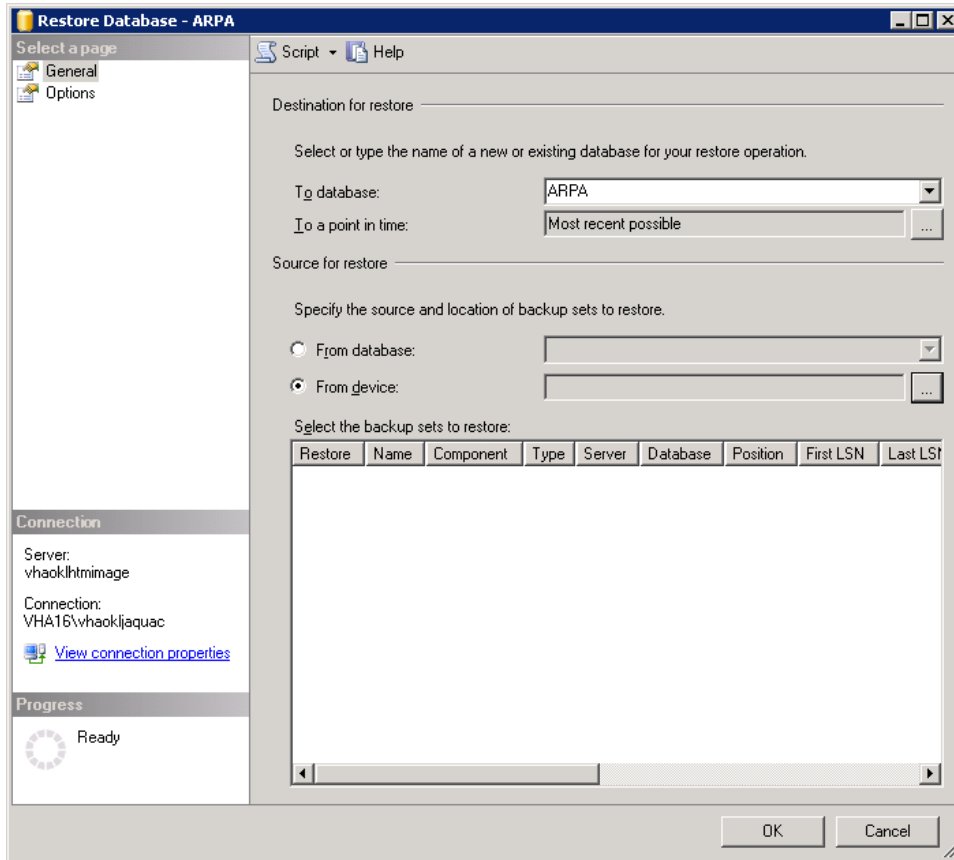 Restore Database - ARPA
Select a page
General
Options
Script
Help
Destination for restore
Select or type the name of a new or existing database for your restore operation.
To database:
ARPA
To a point in time:
Most recent possible
...
Source for restore
Specify the source and location of backup sets to restore.
From database:
From device:
...
Select the backup sets to restore:
Restore Name Component Type Server Database Position First LSN Last LSN
Connection
Server:
vhaoklhtmimage
Connection:
VHA16\vhaokljaquac
View connection properties
Progress
Ready
OK
Cancel